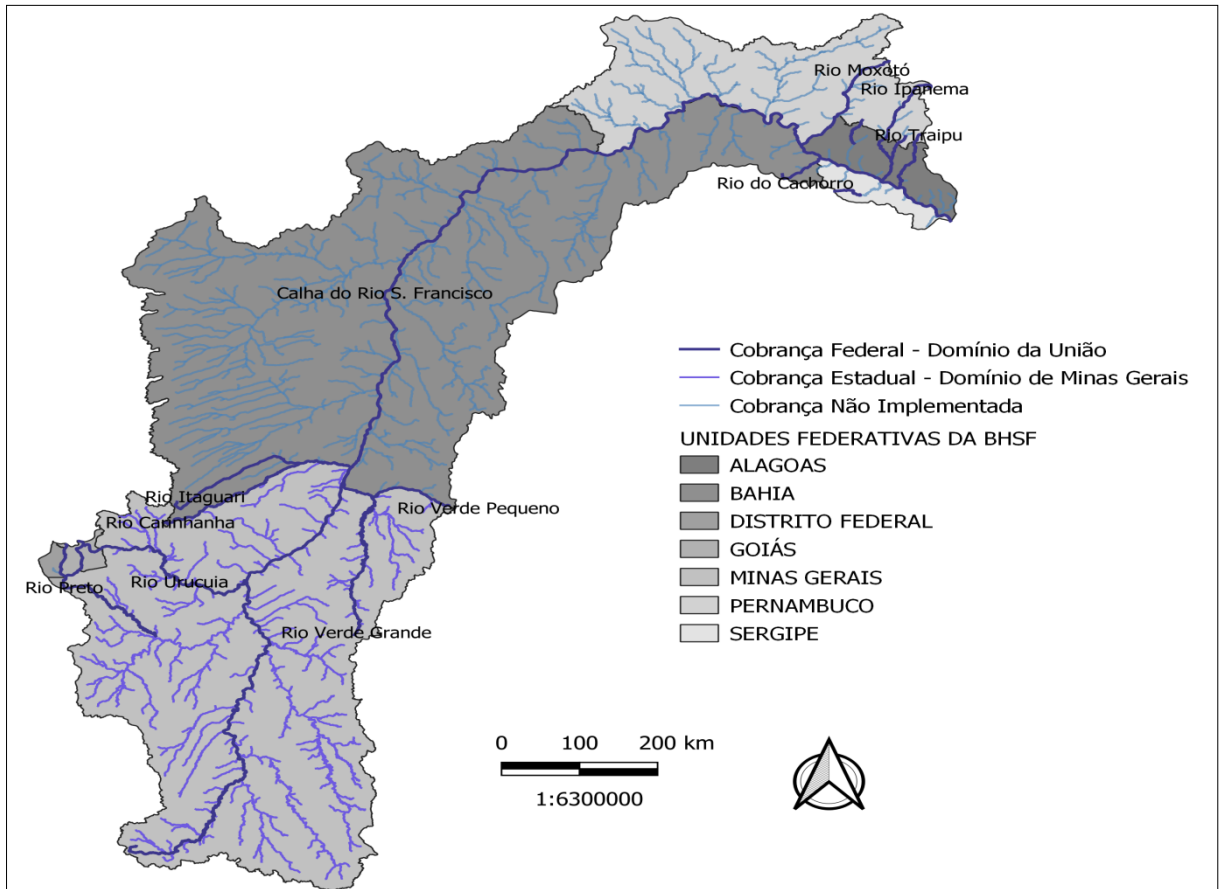 Rio Moxotó
Rio Ipanema
Rio Traipu
Rio do Cachorro
Calha do Rio S. Francisco
Cobrança Federal - Domínio da União
Cobrança Estadual - Domínio de Minas Gerais
Cobrança Não Implementada
UNIDADES FEDERATIVAS DA BHSF
ALAGOAS
BAHIA
DISTRITO FEDERAL
GOIÁS
MINAS GERAIS
PERNAMBUCO
SERGIPE
Rio Itaguari
Rio Verde Pequeno
Rio Carinhanha
Rio Urucuia
Rio Preto
Rio Verde Grande
0 100 200 km
1:6300000